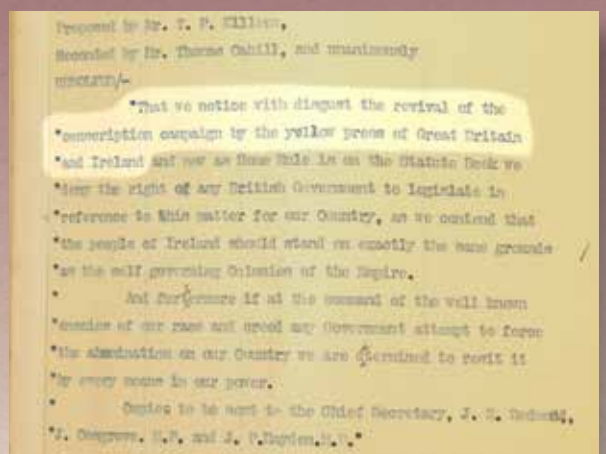 Proposed by Mr. T. P.
Seconded by Mr. Thomas Cahill, and unanimously
RESOLVED/-
"That we notice with disgust the revival of the
"conscription campaign by the yellow press of Great Britain
"and Ireland and now as Home Rule is on the Statute Book we
"deny the right of any British Government to legislate in
"reference to this matter for our Country, as we contend that
"the people of Ireland should stand on exactly the same grounds
"as the self governing Colonies of the Empire.
" And furthermore if at the command of the well known
"enemies of our race and creed any Government attempt to force
"the abomination on our Country we are determined to resit it
"by every means in our power.
" Copies to be sent to the Chief Secretary, J. E. Redmond,
"J. Cosgrove. M.P. and J. P.Hayden.M.P."